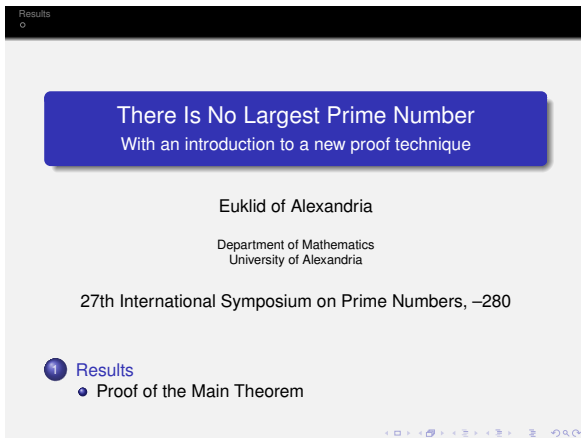 Results
There Is No Largest Prime Number
With an introduction to a new proof technique
Euklid of Alexandria
Department of Mathematics
University of Alexandria
27th International Symposium on Prime Numbers, –280
1 Results
Proof of the Main Theorem